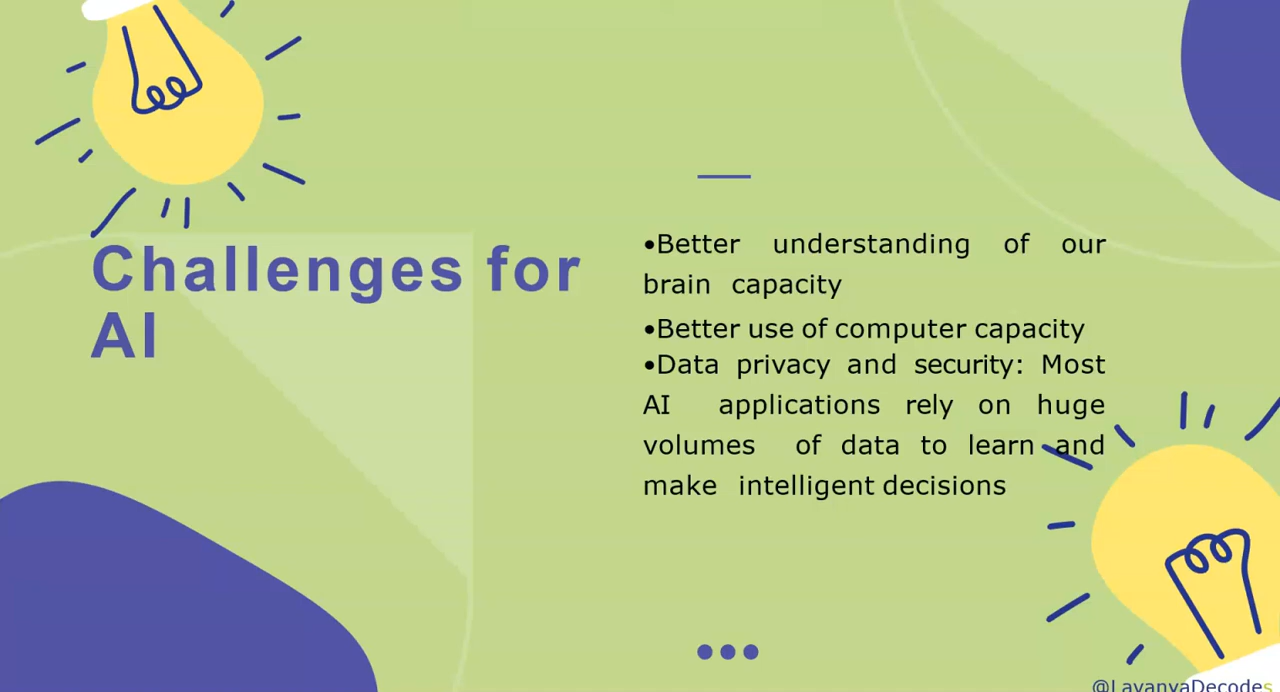 Challenges for
AI
•Better understanding of our
brain capacity
•Better use of computer capacity
•Data privacy and security: Most
AI applications rely on huge
volumes of data to learn and
make intelligent decisions
@LavanyaDecodes